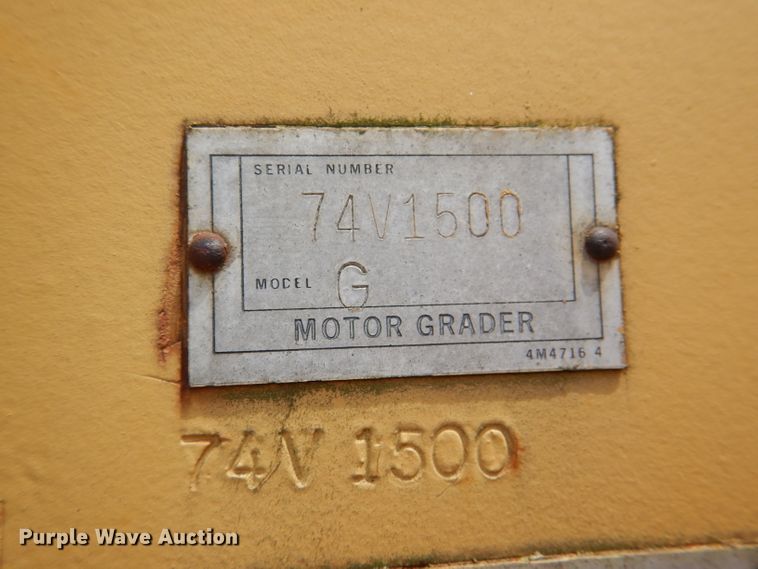 SERIAL NUMBER
74V1500
MODEL G
MOTOR GRADER
4M4716 4
74V 1500
Purple Wave Auction